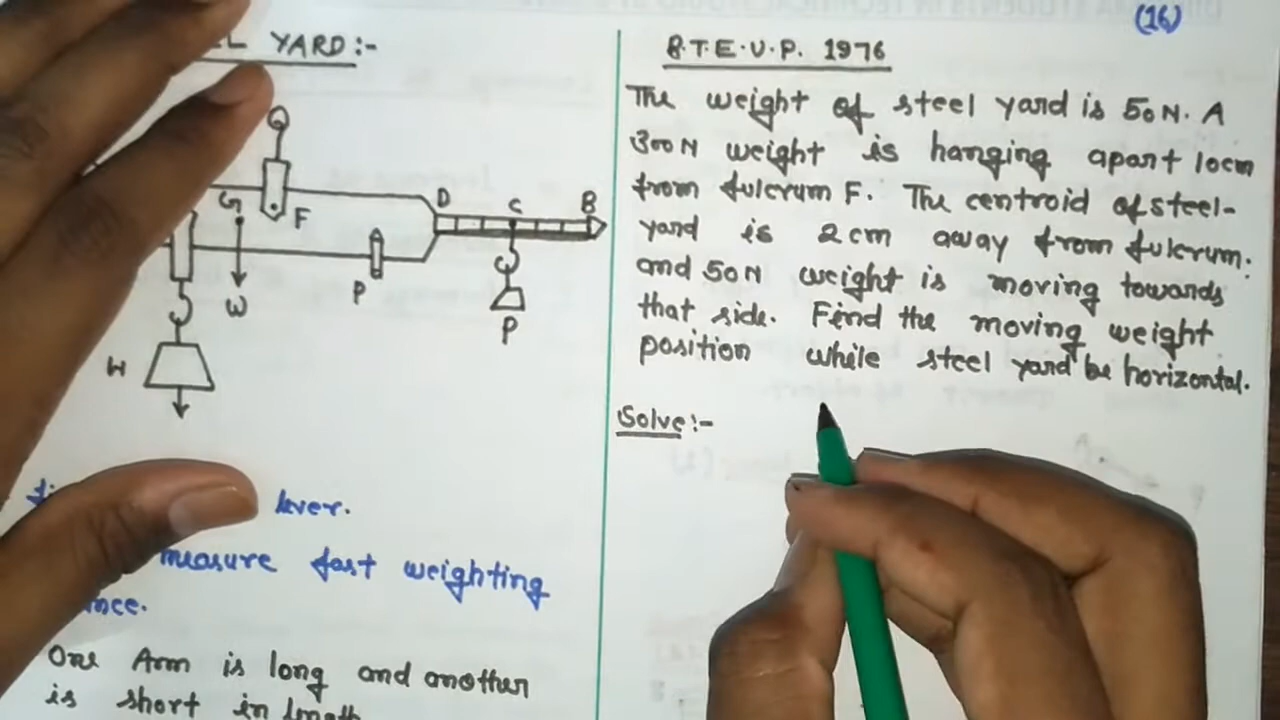 YARD:-
G
F
D
C
B
W
P
P
W
lever.
measure fast weighting
One Arm is long and another
is short in length
(16)
B.T.E.U.P. 1976
The weight of steel yard is 50N. A
300N weight is hanging apart 10cm
from fulcrum F. The centroid of steel-
yard is 2cm away from fulcrum.
and 50N weight is moving towards
that side. Find the moving weight
position while steel yard be horizontal.
Solve:-